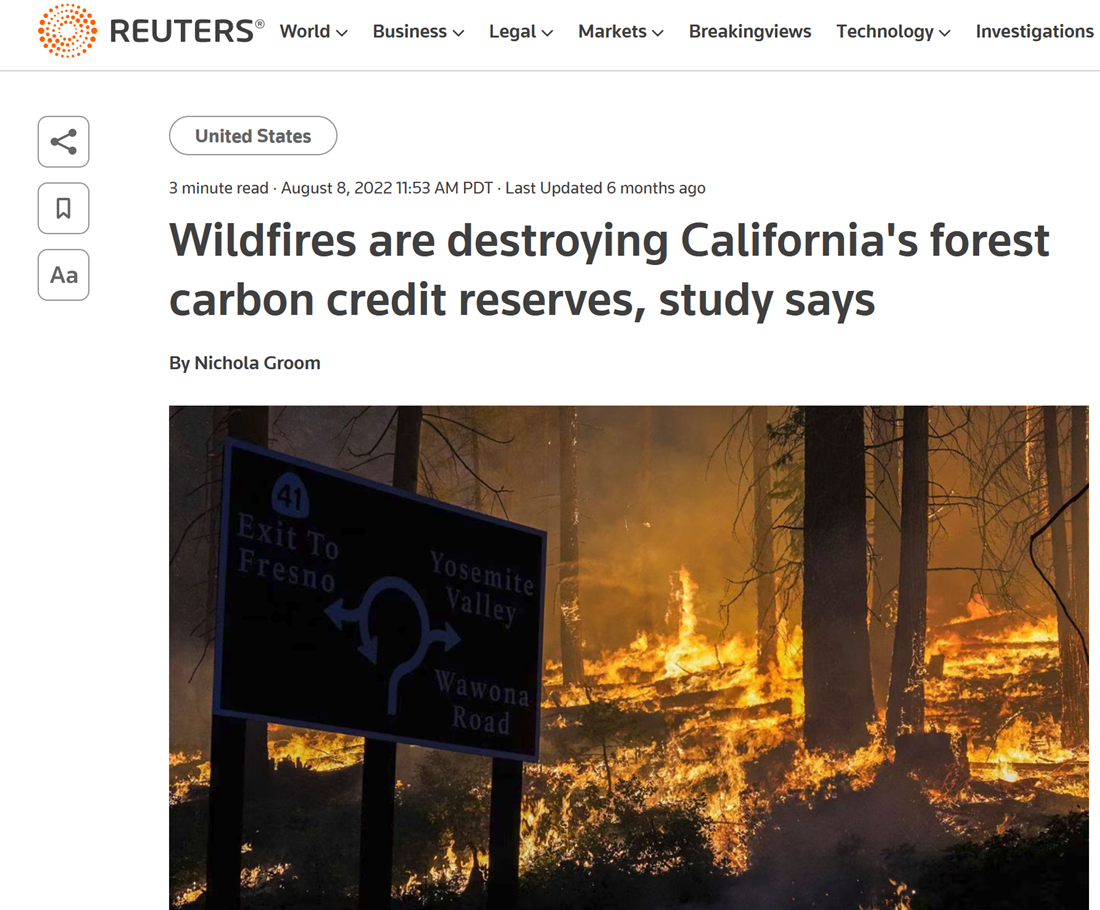 REUTERS® World Business Legal Markets Breakingviews Technology Investigations
United States
3 minute read · August 8, 2022 11:53 AM PDT · Last Updated 6 months ago
Aa
Wildfires are destroying California's forest
carbon credit reserves, study says
By Nichola Groom
41
Exit To
Fresno
Yosemite
Valley
Wawona
Road